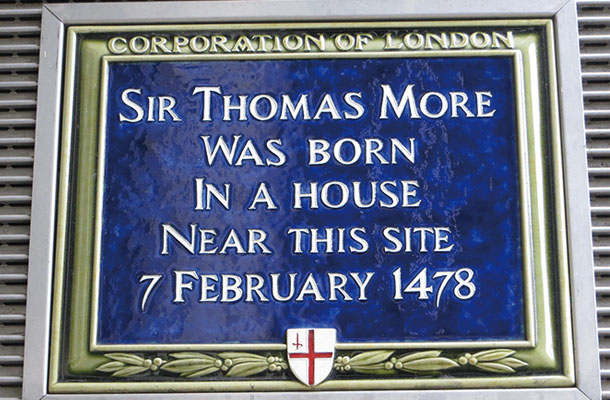 CORPORATION OF LONDON
SIR THOMAS MORE
WAS BORN
IN A HOUSE
NEAR THIS SITE
7 FEBRUARY 1478